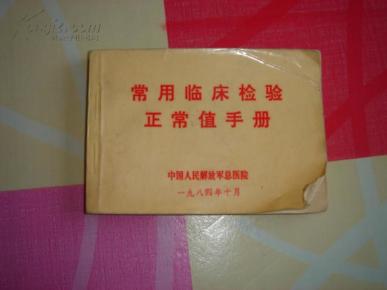 常用临床检验
正常值手册
中国人民解放军总医院
一九八四年十月